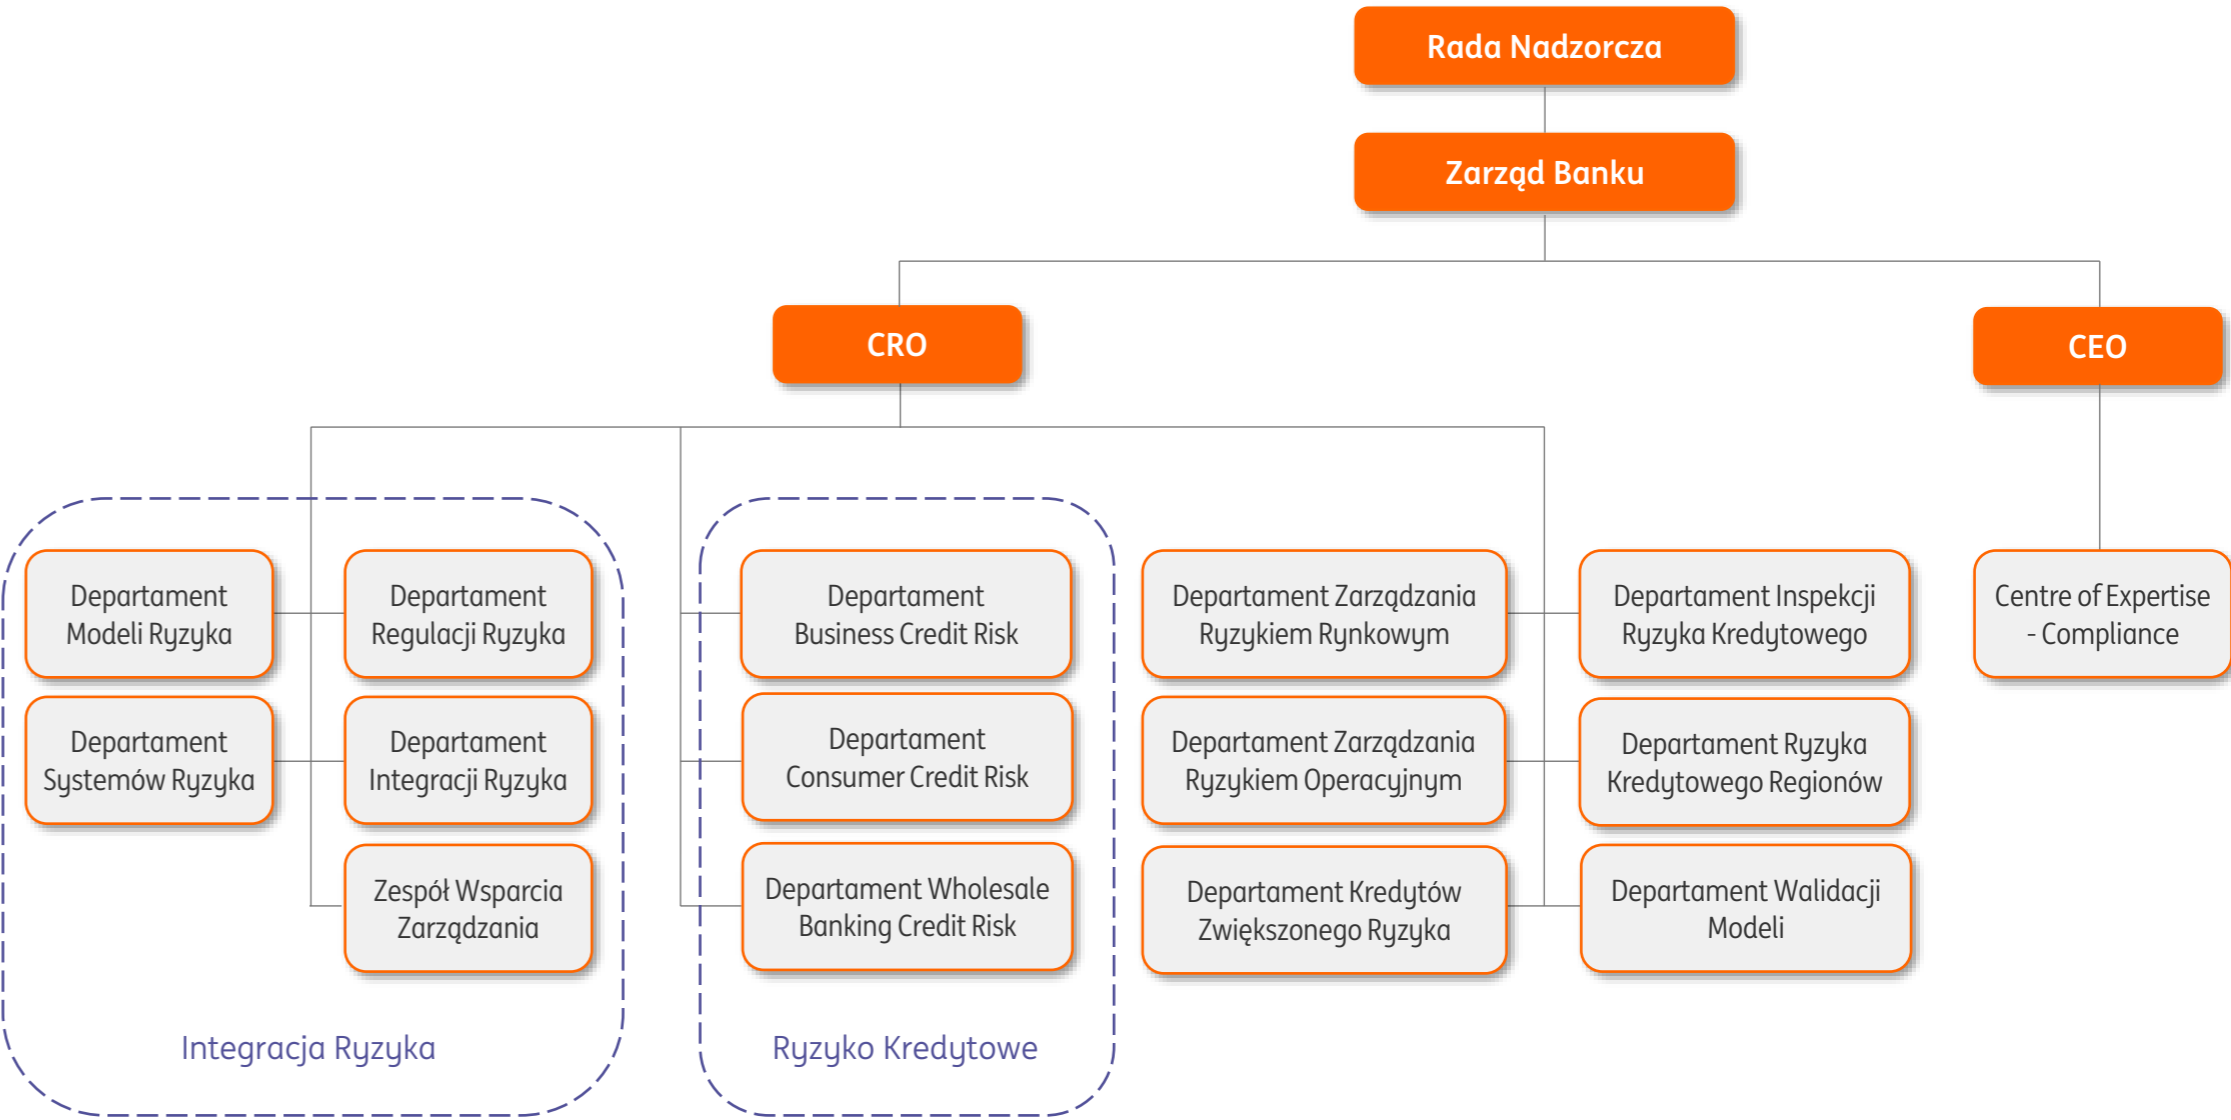 Rada Nadzorcza
Zarząd Banku
CRO
CEO
Departament
Modeli Ryzyka
Departament
Regulacji Ryzyka
Departament
Business Credit Risk
Departament Zarządzania
Ryzykiem Rynkowym
Departament Inspekcji
Ryzyka Kredytowego
Centre of Expertise
- Compliance
Departament
Systemów Ryzyka
Departament
Integracji Ryzyka
Departament
Consumer Credit Risk
Departament Zarządzania
Ryzykiem Operacyjnym
Departament Ryzyka
Kredytowego Regionów
Zespół Wsparcia
Zarządzania
Departament Wholesale
Banking Credit Risk
Departament Kredytów
Zwiększonego Ryzyka
Departament Walidacji
Modeli
Integracja Ryzyka
Ryzyko Kredytowe